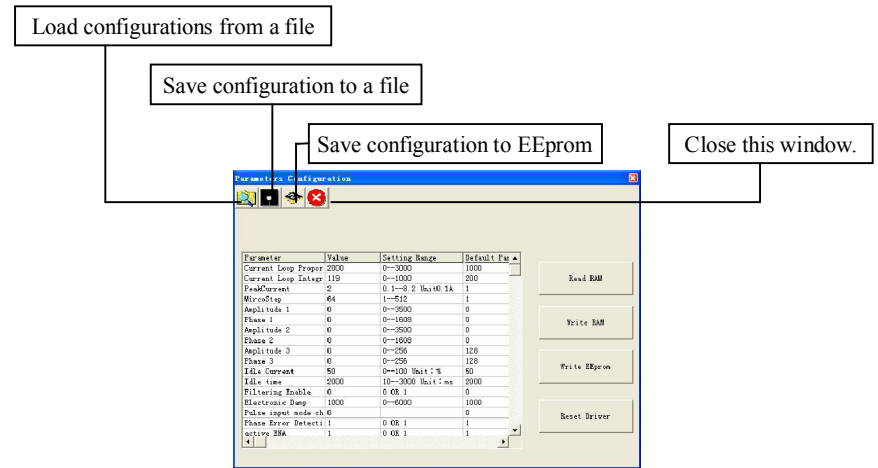 Load configurations from a file
Save configuration to a file
Save configuration to EEprom
Close this window.
Parameters Configuration
Parameter Value Setting Range Default Par
Current Loop Propor 2000 0--3000 1000
Current Loop Integr 119 0--1000 200
PeakCurrent 2 0.1--8.2 Unit0.1A 1
MircoStep 64 1--512 1
Amplitude 1 0 0--3500 0
Phase 1 0 0--1608 0
Amplitude 2 0 0--3500 0
Phase 2 0 0--1608 0
Amplitude 3 0 0--256 128
Phase 3 0 0--256 128
Idle Current 50 0--100 Unit：% 50
Idle time 2000 10--3000 Unit：ms 2000
Filtering Enable 0 0 OR 1 0
Electronic Damp 1000 0--6000 1000
Pulse input mode ch 0 0
Phase Error Detecti 1 0 OR 1 1
active ENA 1 0 OR 1 1
Read RAM
Write RAM
Write EEprom
Reset Driver